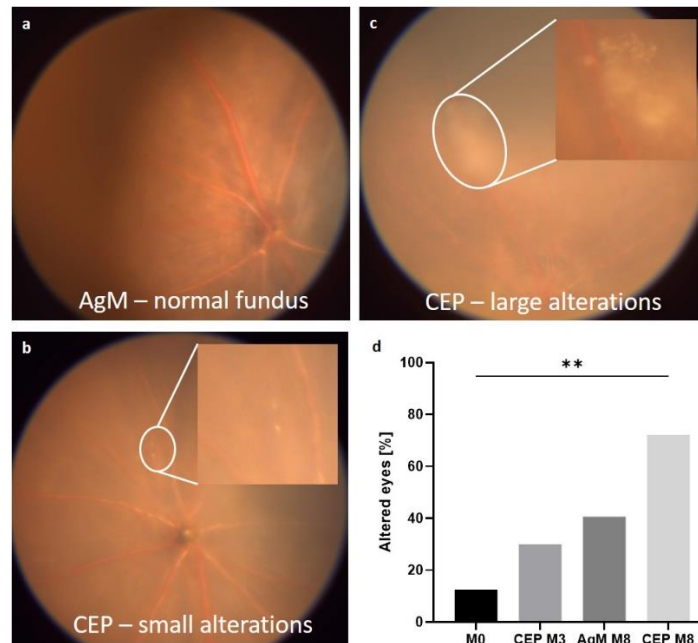 a
AgM – normal fundus
c
CEP – large alterations
b
CEP – small alterations
d
**
Altered eyes [%]
100
80
60
40
20
0
M0
CEP M3
AgM M8
CEP M8